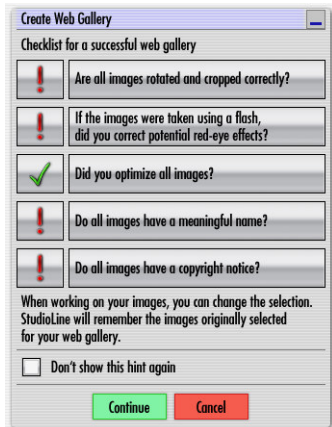 Create Web Gallery
Checklist for a successful web gallery
Are all images rotated and cropped correctly?
If the images were taken using a flash,
did you correct potential red-eye effects?
Did you optimize all images?
Do all images have a meaningful name?
Do all images have a copyright notice?
When working on your images, you can change the selection.
StudioLine will remember the images originally selected
for your web gallery.
Don't show this hint again
Continue
Cancel